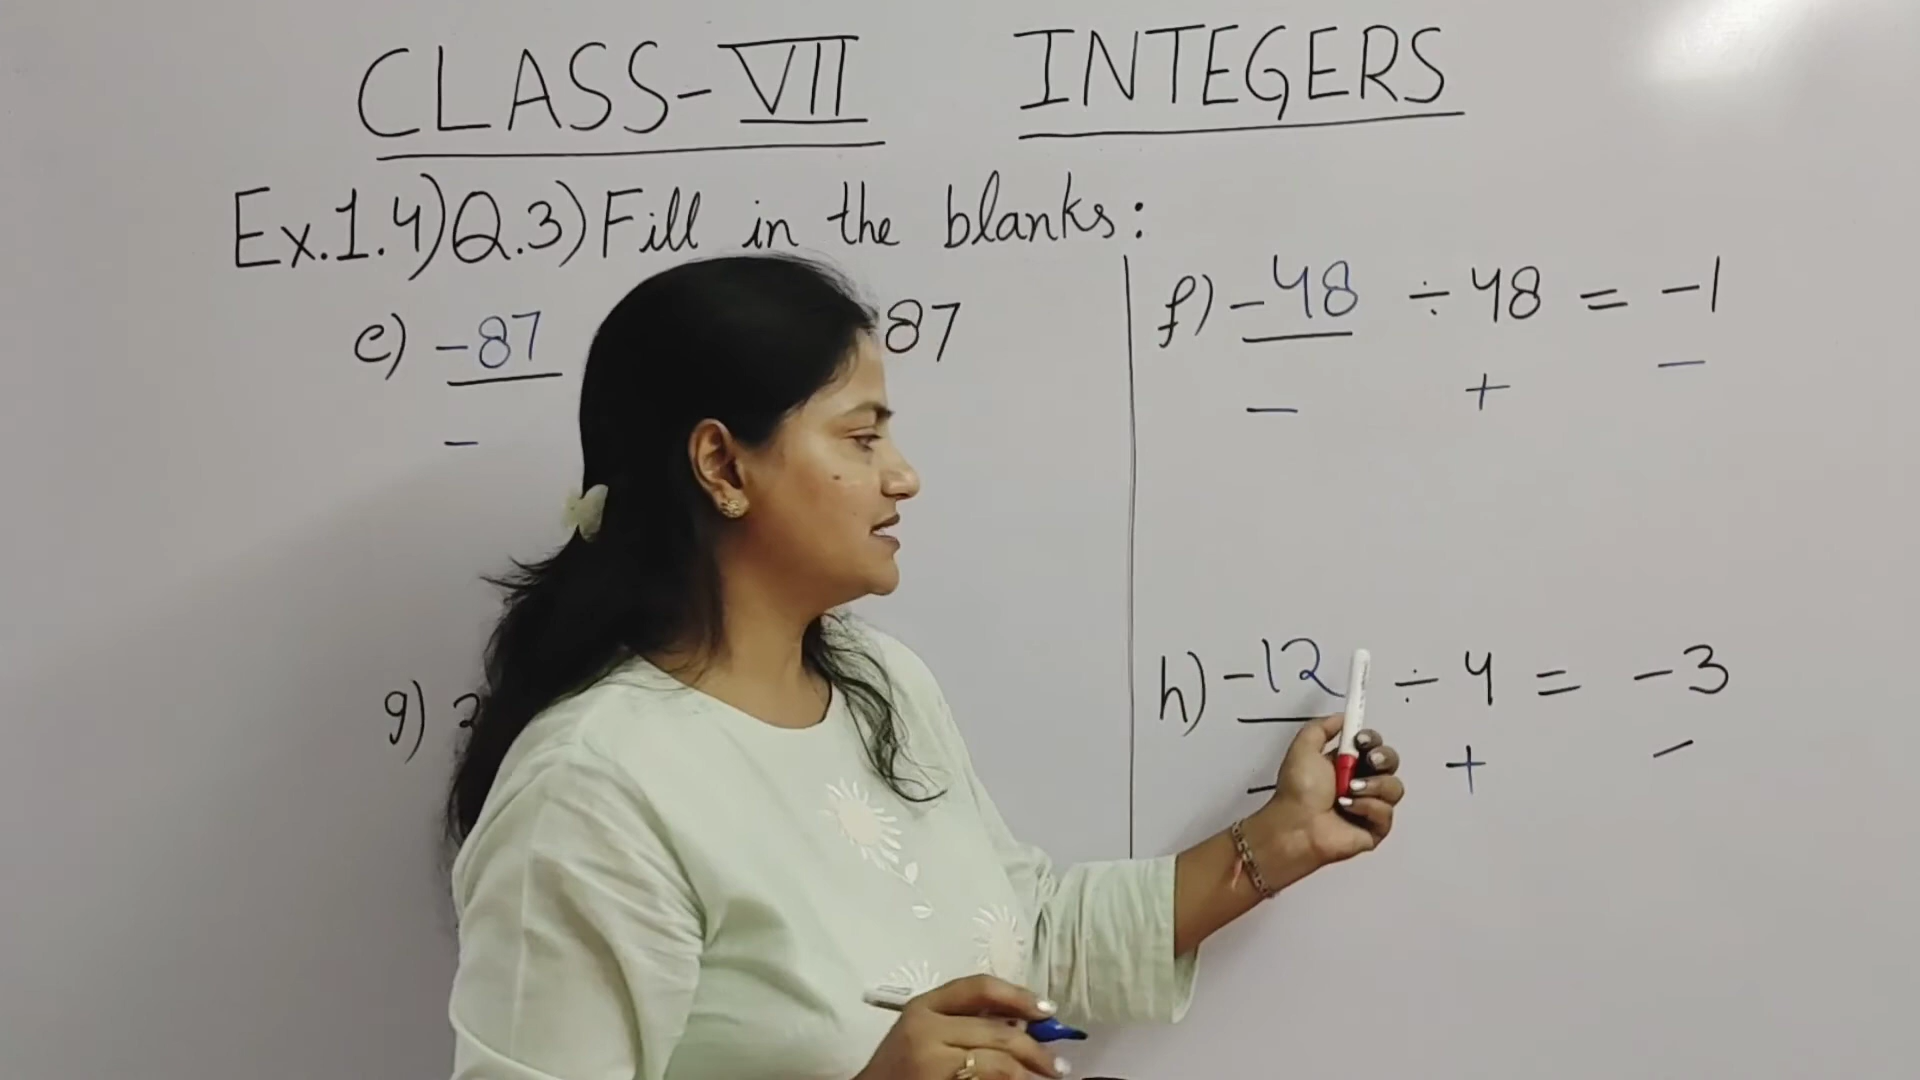 CLASS-VII INTEGERS
Ex.1.4)Q.3)Fill in the blanks:
e) -87 87
-
f) -48 ÷ 48 = -1
- + -
g) 2
h) -12 ÷ 4 = -3
- + -